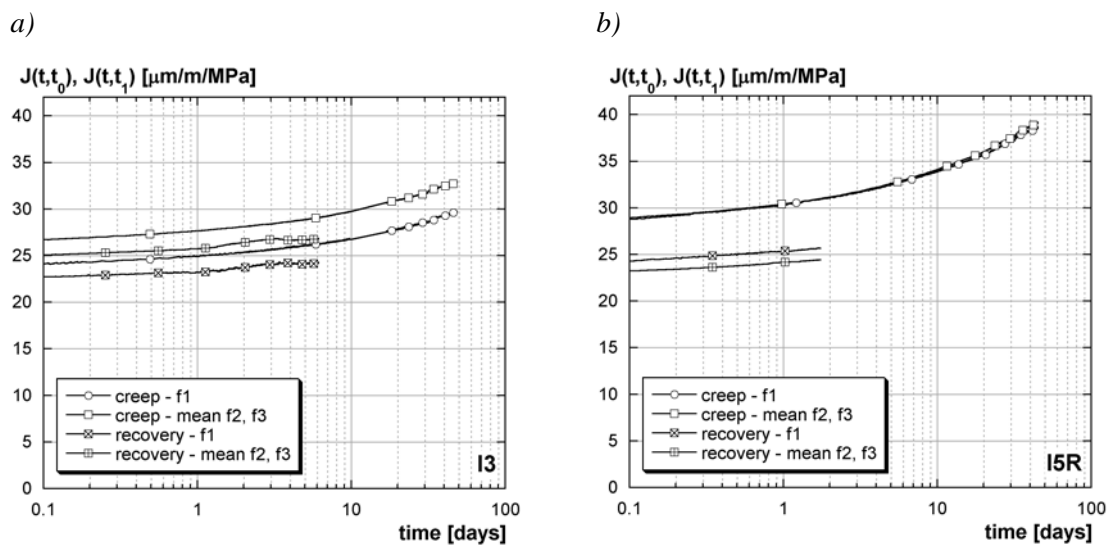 a)
J(t,t0), J(t,t1) [μm/m/MPa]
40
35
30
25
20
15
10
5
0
creep - f1
creep - mean f2, f3
recovery - f1
recovery - mean f2, f3
I3
0.1
1
10
100
time [days]
b)
J(t,t0), J(t,t1) [μm/m/MPa]
40
35
30
25
20
15
10
5
0
creep - f1
creep - mean f2, f3
recovery - f1
recovery - mean f2, f3
I5R
0.1
1
10
100
time [days]